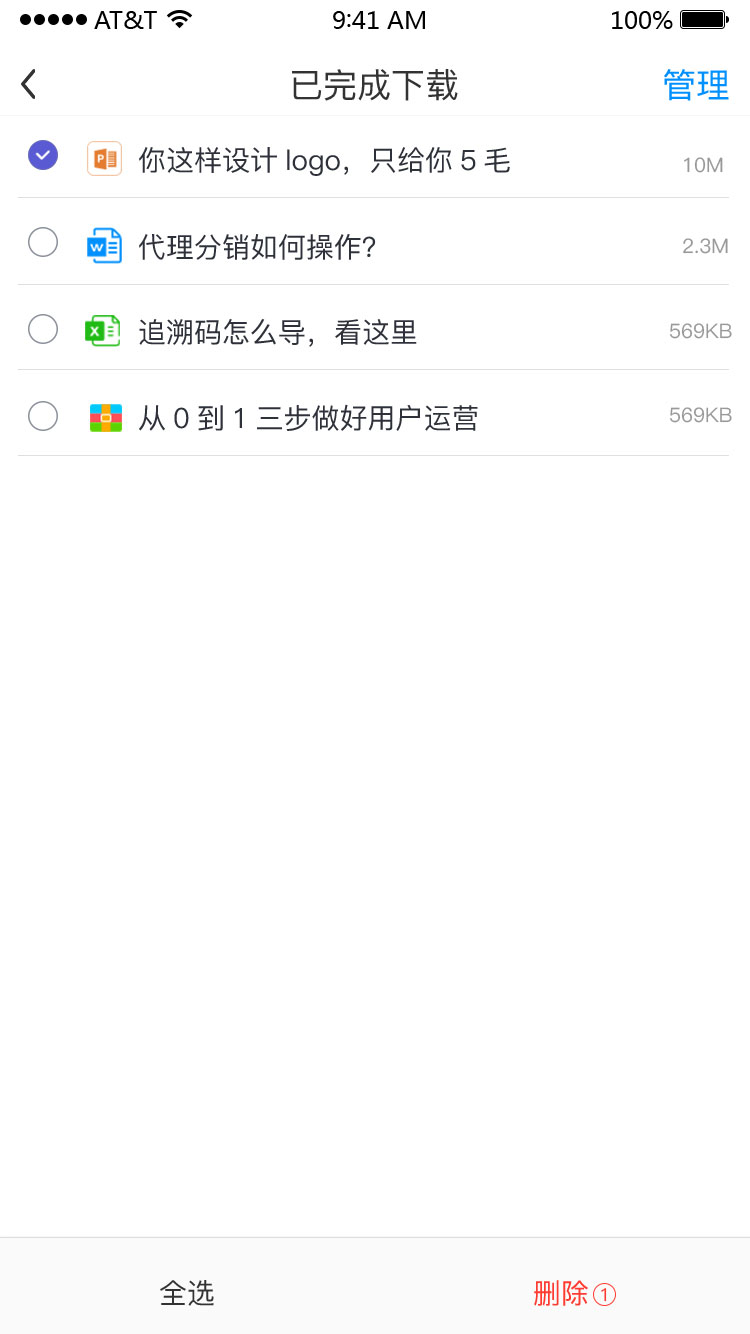 AT&T 9:41 AM 100%
已完成下载 管理
P 你这样设计 logo，只给你 5 毛 10M
W 代理分销如何操作? 2.3M
X 追溯码怎么导，看这里 569KB
从 0 到 1 三步做好用户运营 569KB
全选 删除①